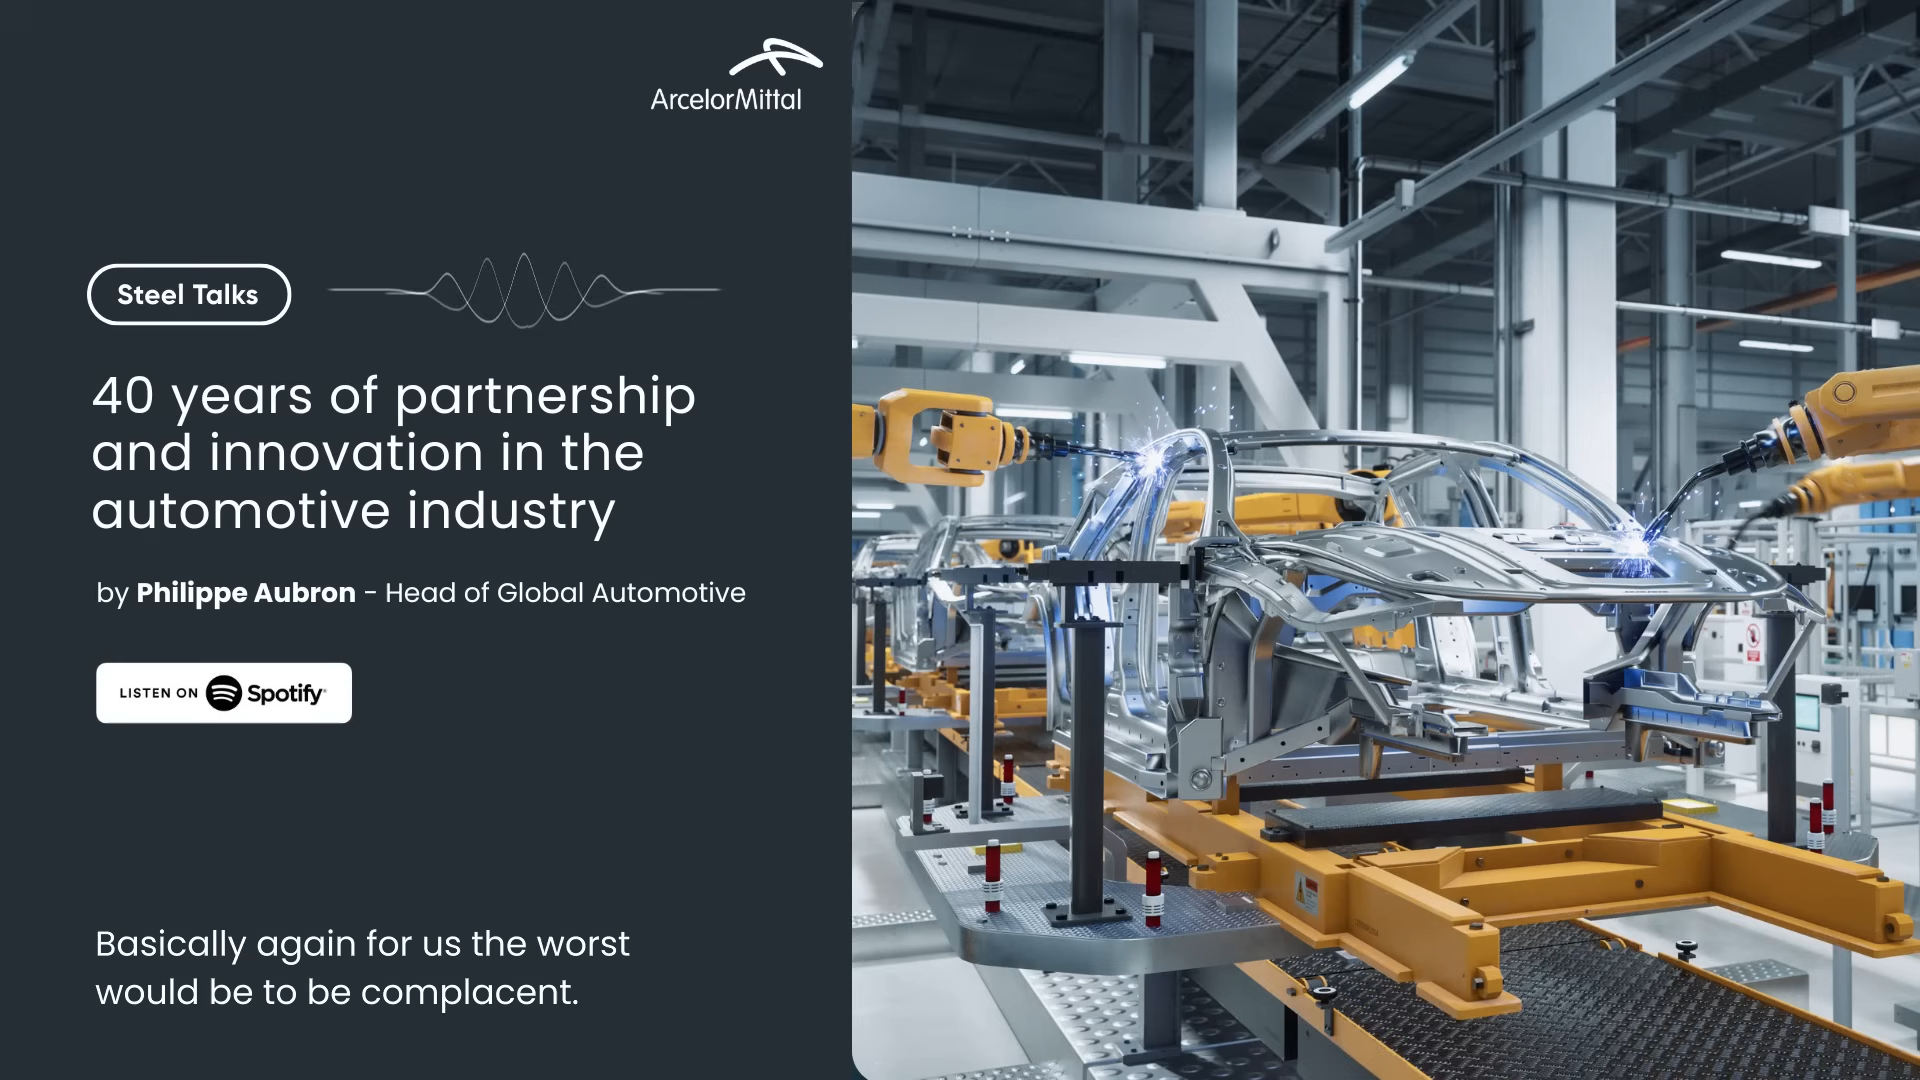 ArcelorMittal
Steel Talks
40 years of partnership
and innovation in the
automotive industry
by Philippe Aubron - Head of Global Automotive
LISTEN ON Spotify
Basically again for us the worst
would be to be complacent.